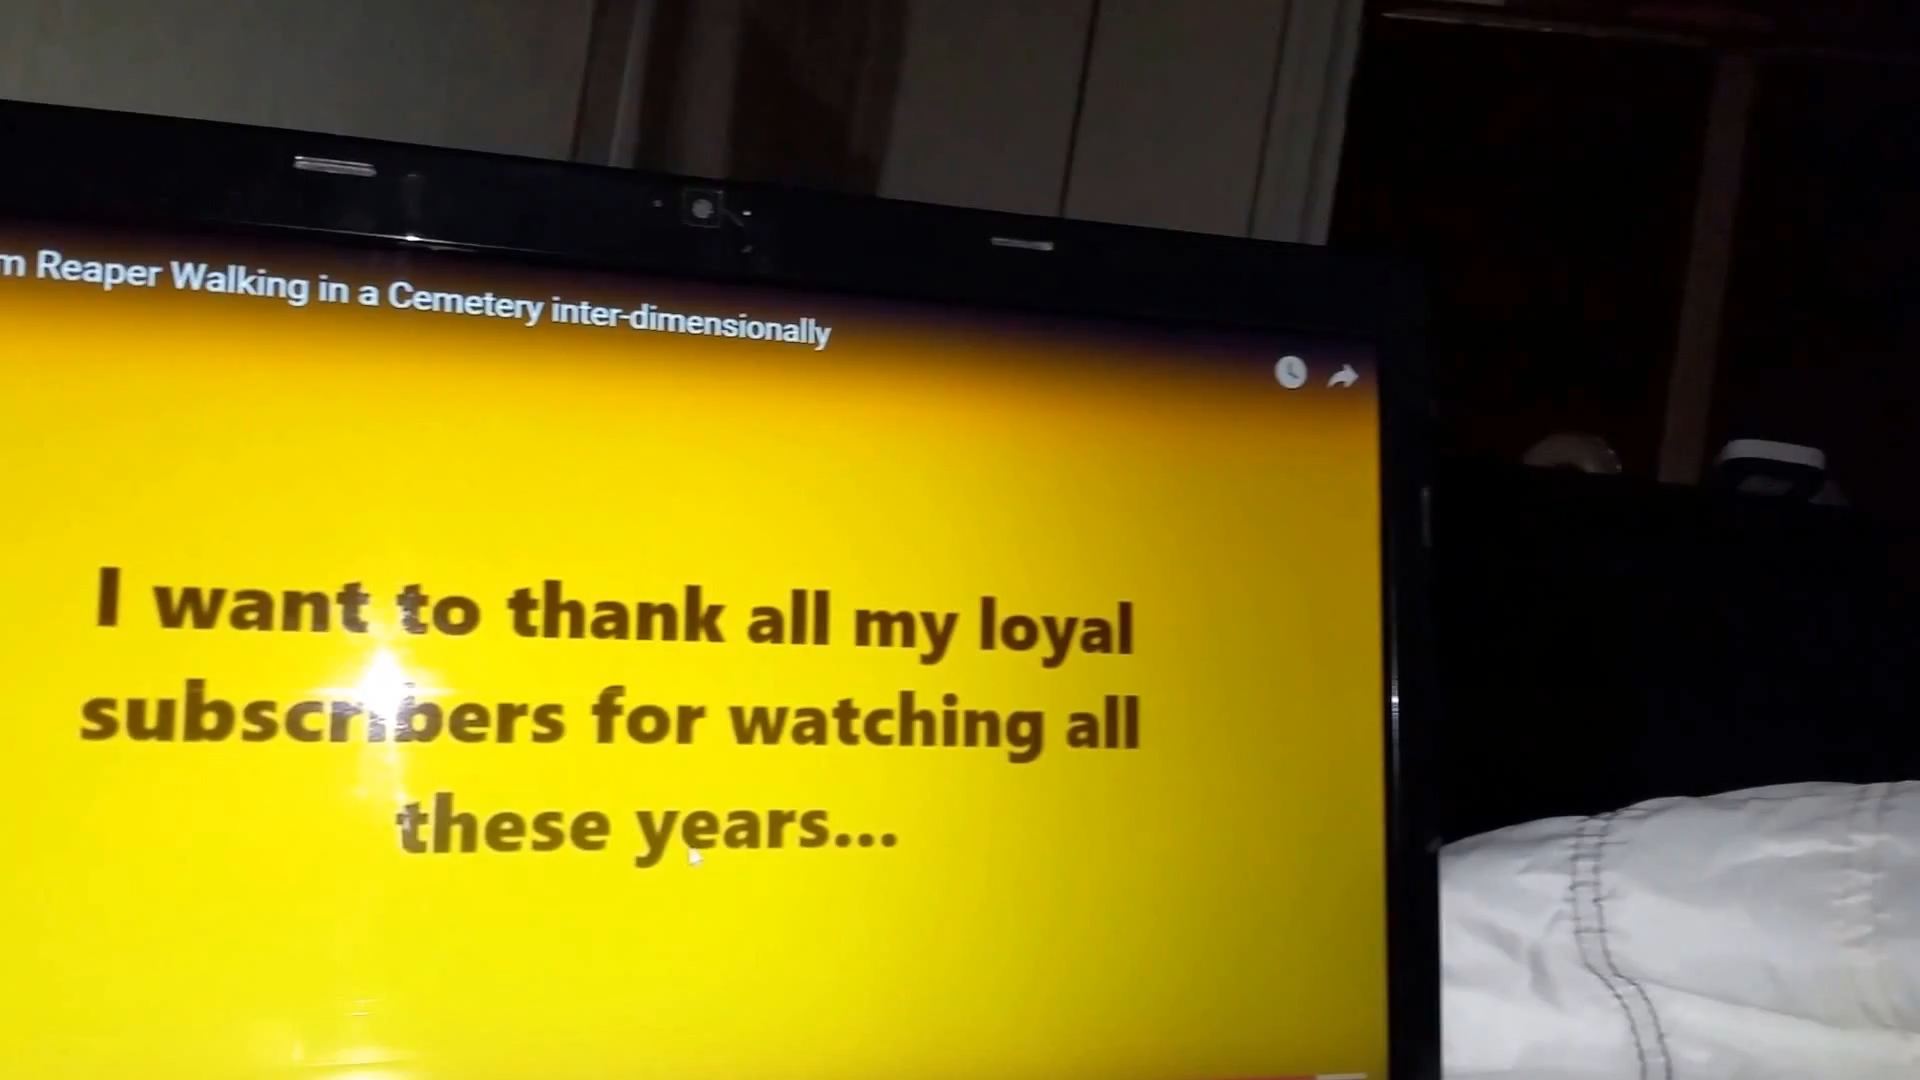 m Reaper Walking in a Cemetery inter-dimensionally
I want to thank all my loyal
subscribers for watching all
these years...